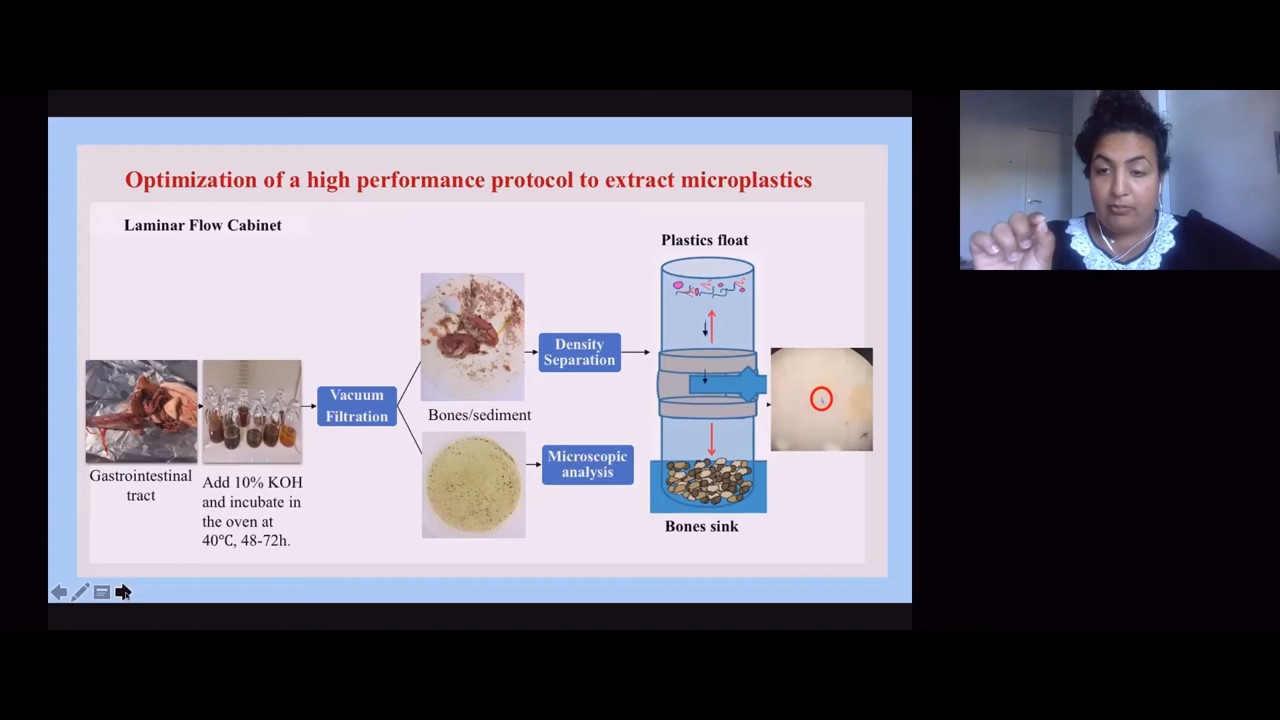 Optimization of a high performance protocol to extract microplastics
Laminar Flow Cabinet
Gastrointestinal
tract
Add 10% KOH
and incubate in
the oven at
40°C, 48-72h.
Vacuum
Filtration
Bones/sediment
Density
Separation
Microscopic
analysis
Plastics float
Bones sink